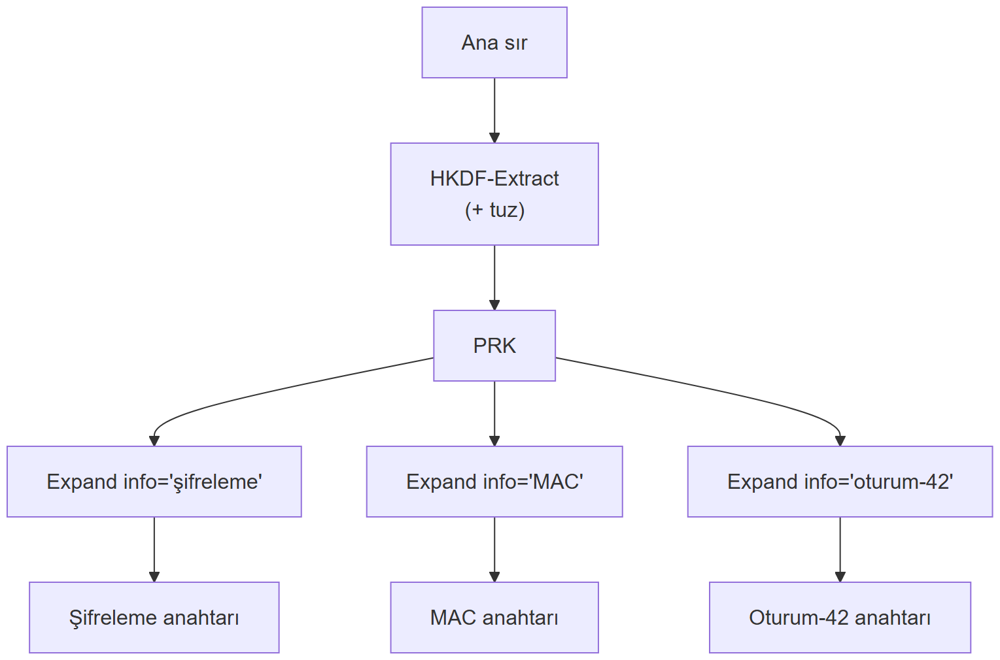 Ana sır
HKDF-Extract
(+ tuz)
PRK
Expand info='şifreleme'
Expand info='MAC'
Expand info='oturum-42'
Şifreleme anahtarı
MAC anahtarı
Oturum-42 anahtarı